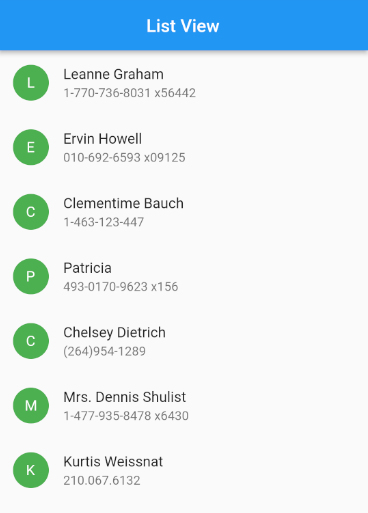 List View
L
Leanne Graham
1-770-736-8031 x56442
E
Ervin Howell
010-692-6593 x09125
C
Clementime Bauch
1-463-123-447
P
Patricia
493-0170-9623 x156
C
Chelsey Dietrich
(264)954-1289
M
Mrs. Dennis Shulist
1-477-935-8478 x6430
K
Kurtis Weissnat
210.067.6132